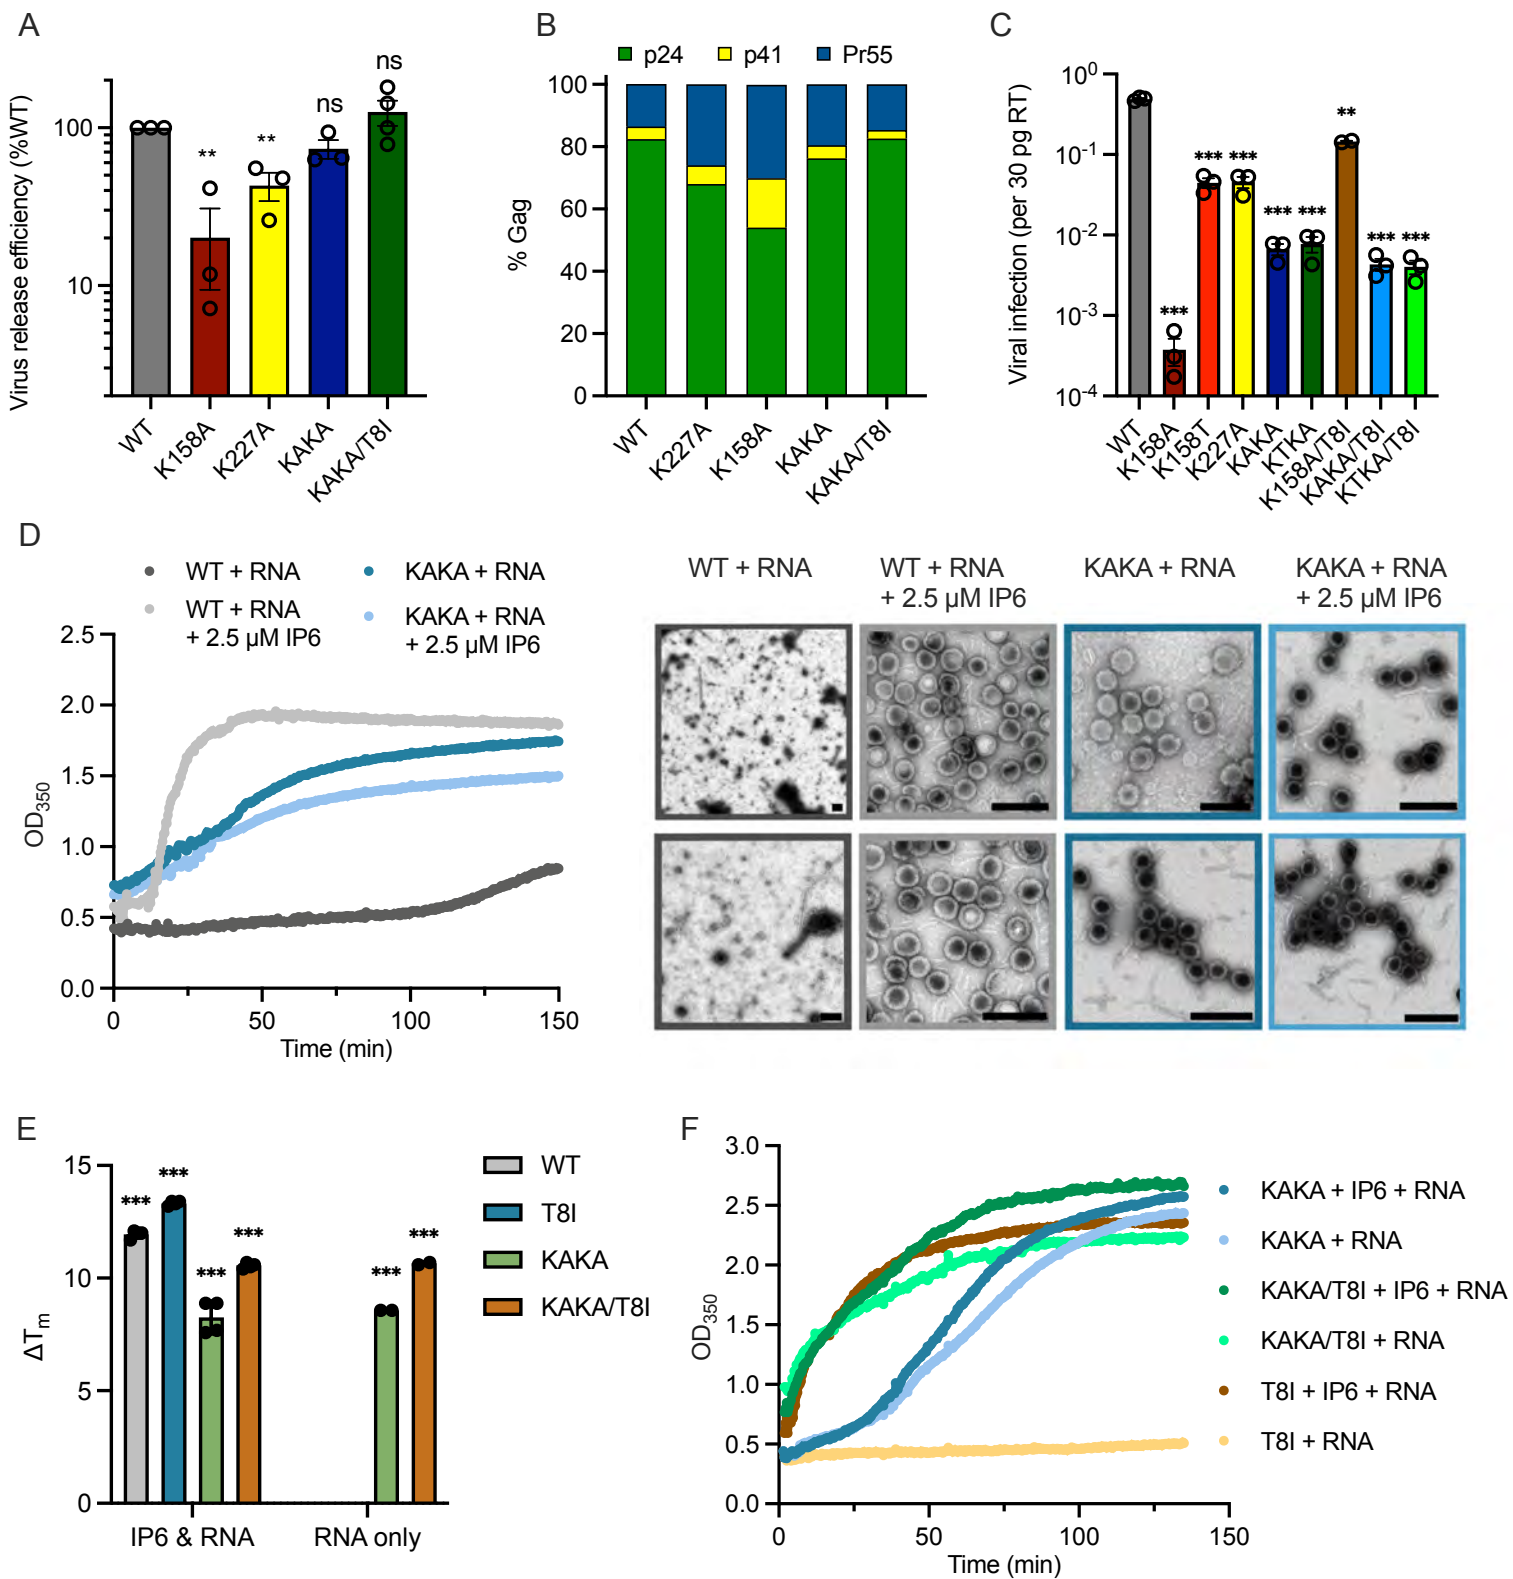 A
Virus release efficiency (%WT)
100
10
**
**
ns
ns
WT
K158A
K227A
KAKA
KAKA/T8I
B
p24
p41
Pr55
% Gag
100
80
60
40
20
0
WT
K227A
K158A
KAKA
KAKA/T8I
C
Viral infection (per 30 pg RT)
10⁰
10⁻¹
10⁻²
10⁻³
10⁻⁴
***
***
***
***
***
**
***
***
WT
K158A
K158T
K227A
KAKA
KTKA
K158A/T8I
KAKA/T8I
KTKA/T8I
D
WT + RNA
WT + RNA
+ 2.5 µM IP6
KAKA + RNA
KAKA + RNA
+ 2.5 µM IP6
OD₃₅₀
2.5
2.0
1.5
1.0
0.5
0.0
0
50
100
150
Time (min)
WT + RNA
WT + RNA
+ 2.5 µM IP6
KAKA + RNA
KAKA + RNA
+ 2.5 µM IP6
E
ΔTₘ
15
10
5
0
***
***
***
***
***
***
IP6 & RNA
RNA only
WT
T8I
KAKA
KAKA/T8I
F
OD₃₅₀
3.0
2.5
2.0
1.5
1.0
0.5
0.0
0
50
100
150
Time (min)
KAKA + IP6 + RNA
KAKA + RNA
KAKA/T8I + IP6 + RNA
KAKA/T8I + RNA
T8I + IP6 + RNA
T8I + RNA